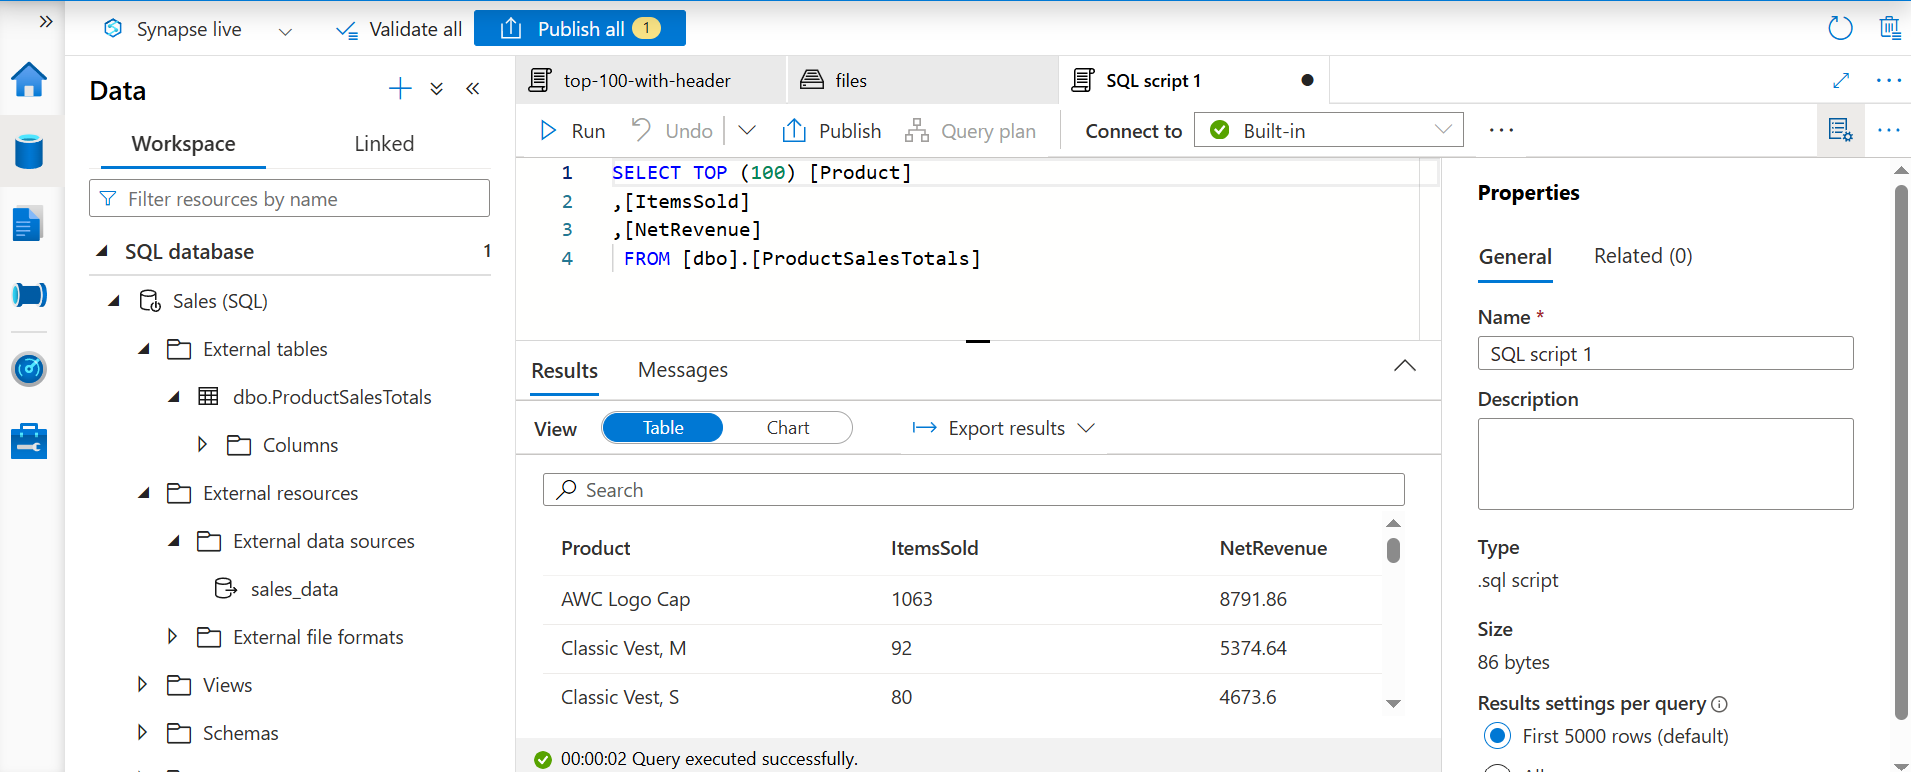 Synapse live
Validate all
Publish all 1
Data
Workspace Linked
Filter resources by name
SQL database 1
Sales (SQL)
External tables
dbo.ProductSalesTotals
Columns
External resources
External data sources
sales_data
External file formats
Views
Schemas
top-100-with-header
files
SQL script 1
Run
Undo
Publish
Query plan
Connect to
Built-in
1 SELECT TOP (100) [Product]
2 ,[ItemsSold]
3 ,[NetRevenue]
4 FROM [dbo].[ProductSalesTotals]
Results Messages
View Table Chart Export results
Search
Product ItemsSold NetRevenue
AWC Logo Cap 1063 8791.86
Classic Vest, M 92 5374.64
Classic Vest, S 80 4673.6
00:00:02 Query executed successfully.
Properties
General Related (0)
Name *
SQL script 1
Description
Type
.sql script
Size
86 bytes
Results settings per query
First 5000 rows (default)